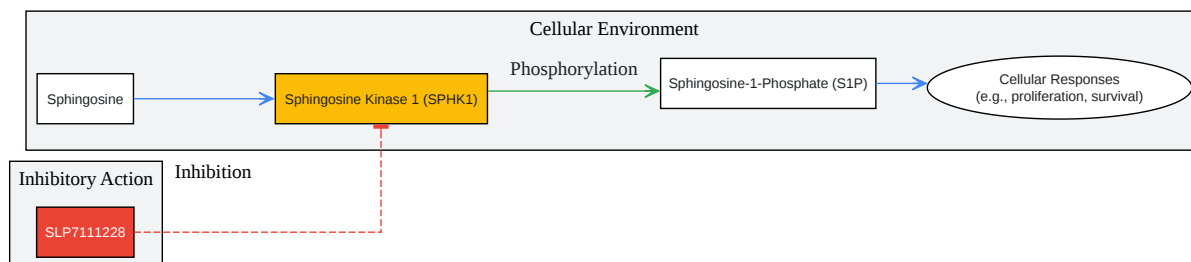 Cellular Environment
Phosphorylation
Sphingosine
Sphingosine Kinase 1 (SPHK1)
Sphingosine-1-Phosphate (S1P)
Cellular Responses
(e.g., proliferation, survival)
Inhibitory Action
Inhibition
SLP7111228